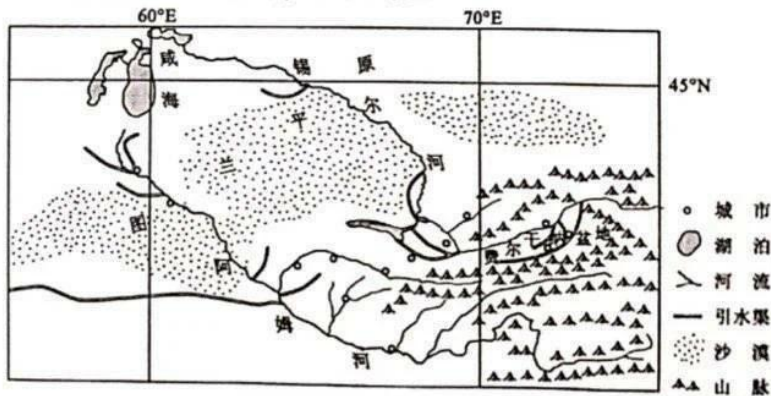 60°E
70°E
45°N
咸海
锡尔河
图兰平原
阿姆河
费尔干纳盆地
城市
湖泊
河流
引水渠
沙漠
山脉